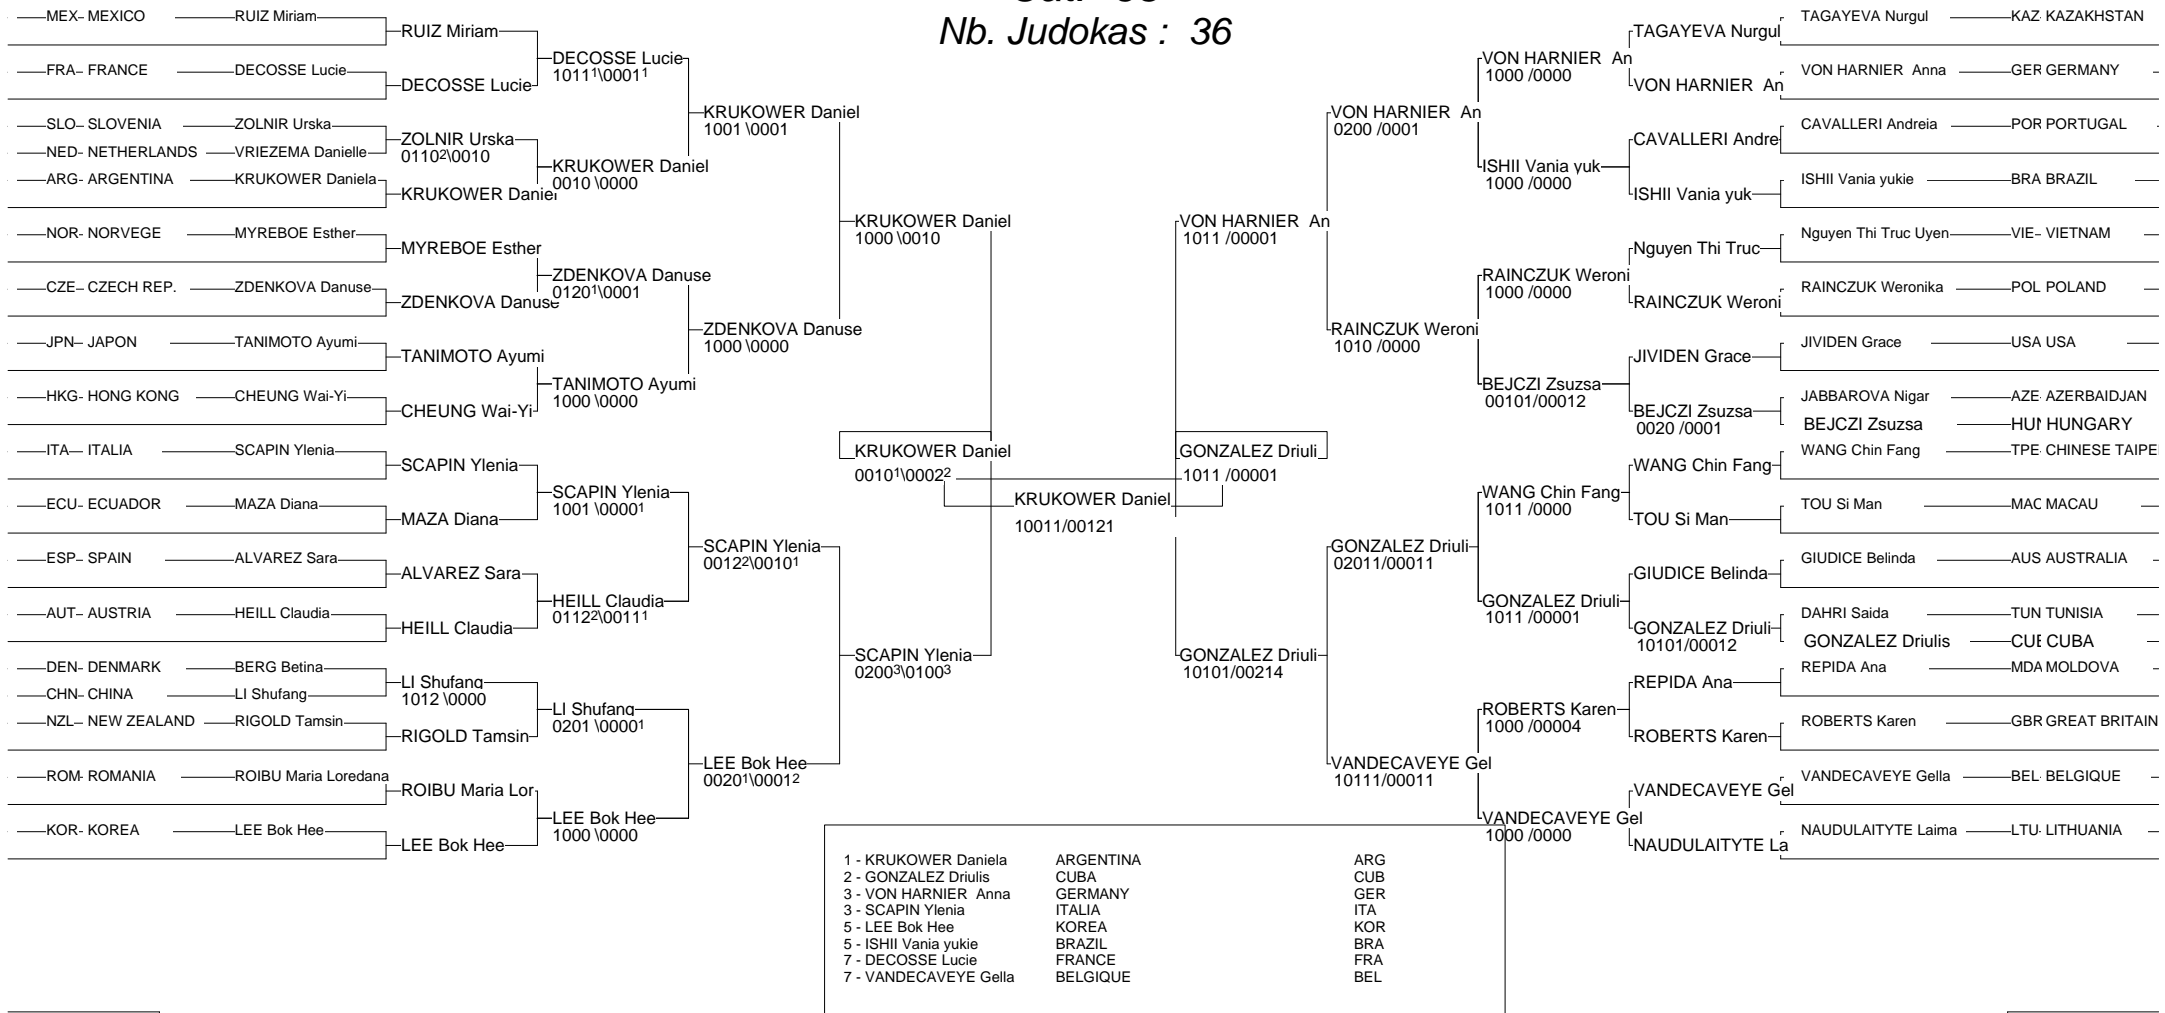 Nb. Judokas : 36
MEX MEXICO RUIZ Miriam
FRA FRANCE DECOSSE Lucie
SLO SLOVENIA ZOLNIR Urska
NED NETHERLANDS VRIEZEMA Danielle
ARG ARGENTINA KRUKOWER Daniela
NOR NORVEGE MYREBOE Esther
CZE CZECH REP. ZDENKOVA Danuse
JPN JAPON TANIMOTO Ayumi
HKG HONG KONG CHEUNG Wai-Yi
ITA ITALIA SCAPIN Ylenia
ECU ECUADOR MAZA Diana
ESP SPAIN ALVAREZ Sara
AUT AUSTRIA HEILL Claudia
DEN DENMARK BERG Betina
CHN CHINA LI Shufang
NZL NEW ZEALAND RIGOLD Tamsin
ROM ROMANIA ROIBU Maria Loredana
KOR KOREA LEE Bok Hee
RUIZ Miriam
DECOSSE Lucie
ZOLNIR Urska
0110²\0010
KRUKOWER Daniel
MYREBOE Esther
ZDENKOVA Danuse
TANIMOTO Ayumi
CHEUNG Wai-Yi
SCAPIN Ylenia
MAZA Diana
ALVAREZ Sara
HEILL Claudia
LI Shufang
1012 \0000
RIGOLD Tamsin
ROIBU Maria Lor
LEE Bok Hee
DECOSSE Lucie
1011¹\0001¹
KRUKOWER Daniel
0010 \0000
ZDENKOVA Danuse
0120¹\0001
TANIMOTO Ayumi
1000 \0000
SCAPIN Ylenia
1001 \0000¹
HEILL Claudia
0112²\0011¹
LI Shufang
0201 \0000¹
LEE Bok Hee
1000 \0000
KRUKOWER Daniel
1001 \0001
ZDENKOVA Danuse
1000 \0000
SCAPIN Ylenia
0012²\0010¹
LEE Bok Hee
0020¹\0001²
KRUKOWER Daniel
1000 \0010
SCAPIN Ylenia
0200³\0100³
KRUKOWER Daniel
0010¹\0002²
KRUKOWER Daniel
10011/00121
GONZALEZ Driuli
1011 /00001
VON HARNIER An
1011 /00001
GONZALEZ Driuli
10101/00214
VON HARNIER An
0200 /0001
RAINCZUK Weroni
1010 /0000
GONZALEZ Driuli
02011/00011
VANDECAVEYE Gel
10111/00011
VON HARNIER An
1000 /0000
ISHII Vania yuk
1000 /0000
RAINCZUK Weroni
1000 /0000
BEJCZI Zsuzsa
00101/00012
WANG Chin Fang
1011 /0000
GONZALEZ Driuli
1011 /00001
ROBERTS Karen
1000 /00004
VANDECAVEYE Gel
1000 /0000
TAGAYEVA Nurgul
VON HARNIER An
CAVALLERI Andre
ISHII Vania yuk
Nguyen Thi Truc
RAINCZUK Weroni
JIVIDEN Grace
BEJCZI Zsuzsa
0020 /0001
WANG Chin Fang
TOU Si Man
GIUDICE Belinda
GONZALEZ Driuli
10101/00012
REPIDA Ana
ROBERTS Karen
VANDECAVEYE Gel
NAUDULAITYTE La
TAGAYEVA Nurgul KAZ KAZAKHSTAN
VON HARNIER Anna GER GERMANY
CAVALLERI Andreia POR PORTUGAL
ISHII Vania yukie BRA BRAZIL
Nguyen Thi Truc Uyen VIE VIETNAM
RAINCZUK Weronika POL POLAND
JIVIDEN Grace USA USA
JABBAROVA Nigar AZE AZERBAIDJAN
BEJCZI Zsuzsa HUN HUNGARY
WANG Chin Fang TPE CHINESE TAIPEI
TOU Si Man MAC MACAU
GIUDICE Belinda AUS AUSTRALIA
DAHRI Saida TUN TUNISIA
GONZALEZ Driulis CUB CUBA
REPIDA Ana MDA MOLDOVA
ROBERTS Karen GBR GREAT BRITAIN
VANDECAVEYE Gella BEL BELGIQUE
NAUDULAITYTE Laima LTU LITHUANIA
1 - KRUKOWER Daniela ARGENTINA ARG
2 - GONZALEZ Driulis CUBA CUB
3 - VON HARNIER Anna GERMANY GER
3 - SCAPIN Ylenia ITALIA ITA
5 - LEE Bok Hee KOREA KOR
5 - ISHII Vania yukie BRAZIL BRA
7 - DECOSSE Lucie FRANCE FRA
7 - VANDECAVEYE Gella BELGIQUE BEL